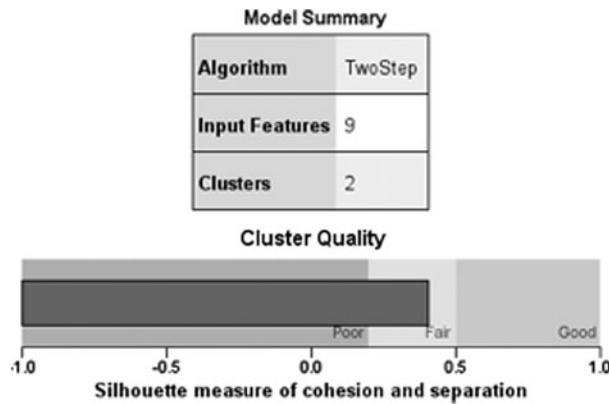 Model Summary
Algorithm TwoStep
Input Features 9
Clusters 2
Cluster Quality
Poor Fair Good
-1.0 -0.5 0.0 0.5 1.0
Silhouette measure of cohesion and separation